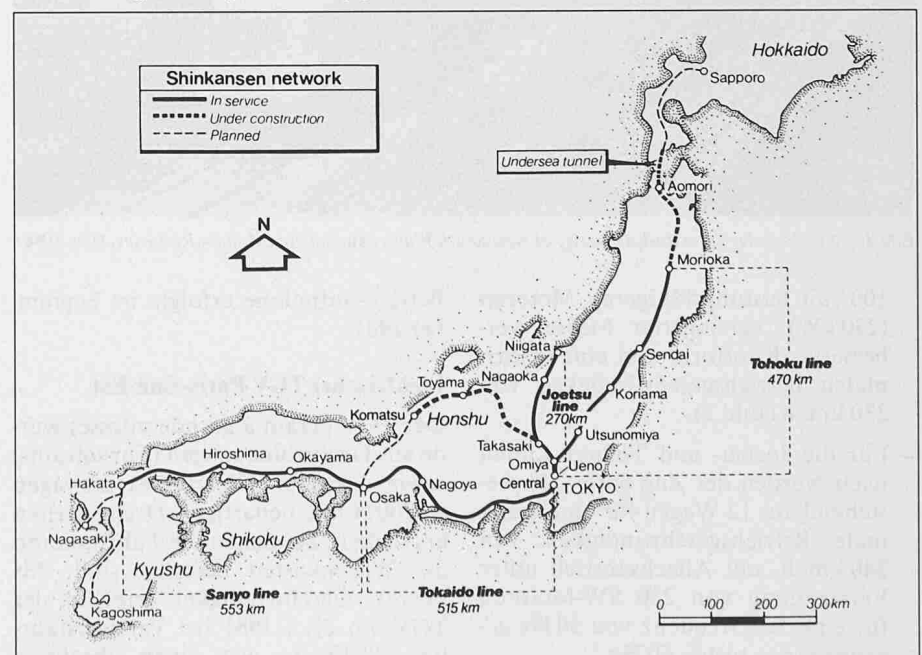 Hokkaido
Sapporo
Shinkansen network
In service
Under construction
Planned
Undersea tunnel
Aomori
N
Morioka
Niigata
Sendai
Toyama
Nagaoka
Tohoku line
470 km
Joetsu
line
270km
Koriama
Komatsu
Honshu
Utsunomiya
Takasaki
Hiroshima
Okayama
Omiya
Ueno
Hakata
Nagoya
Central
TOKYO
Osaka
Nagasaki
Shikoku
Kyushu
Sanyo line
553 km
Tokaido line
515 km
Kagoshima
0
100
200
300 km